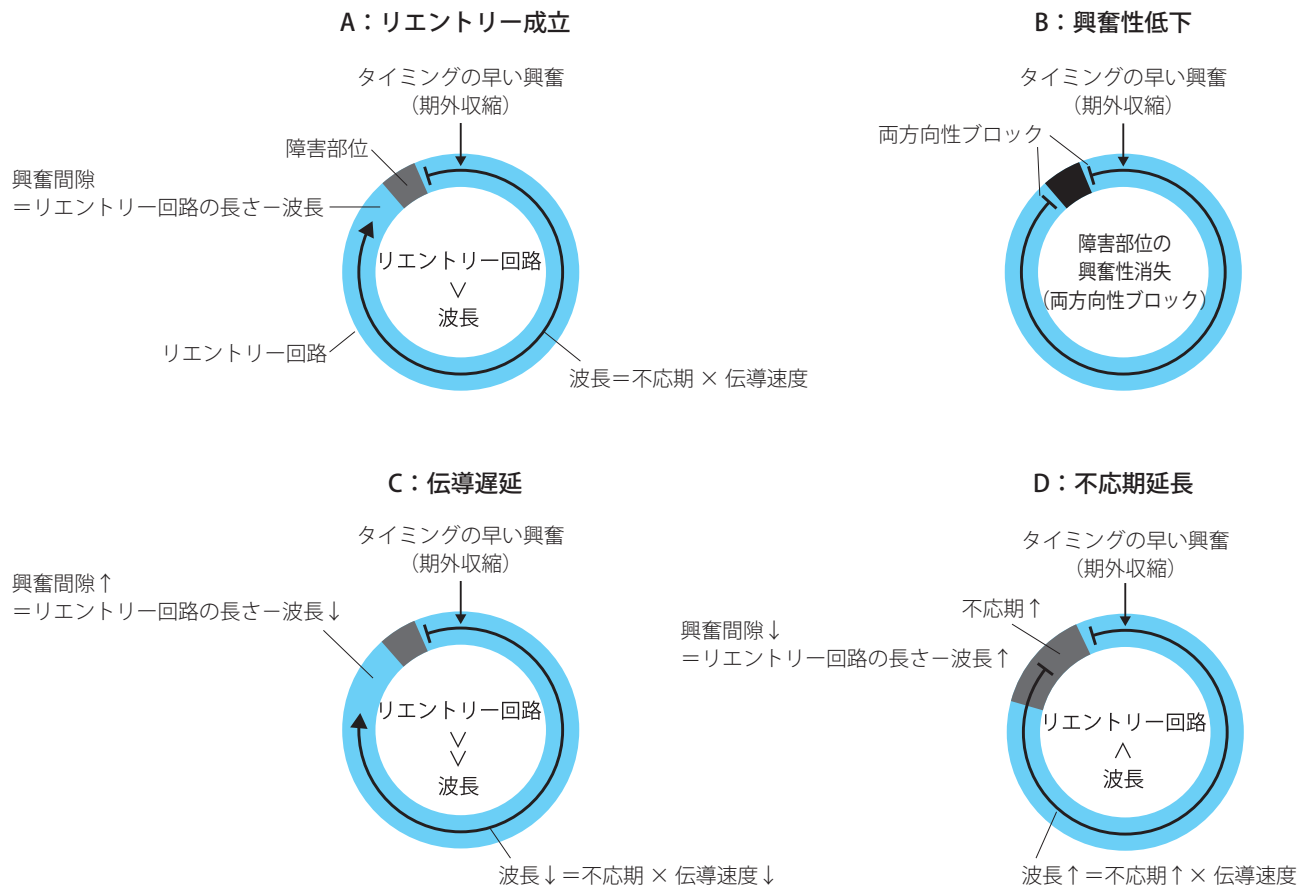 A：リエントリー成立
タイミングの早い興奮
（期外収縮）
障害部位
興奮間隙
＝リエントリー回路の長さ－波長
リエントリー回路
∨
波長
リエントリー回路
波長＝不応期 × 伝導速度
B：興奮性低下
タイミングの早い興奮
（期外収縮）
両方向性ブロック
障害部位の
興奮性消失
（両方向性ブロック）
C：伝導遅延
タイミングの早い興奮
（期外収縮）
興奮間隙↑
＝リエントリー回路の長さ－波長↓
リエントリー回路
∨
∨
波長
波長↓＝不応期 × 伝導速度↓
D：不応期延長
タイミングの早い興奮
（期外収縮）
不応期↑
興奮間隙↓
＝リエントリー回路の長さ－波長↑
リエントリー回路
∧
波長
波長↑＝不応期↑× 伝導速度